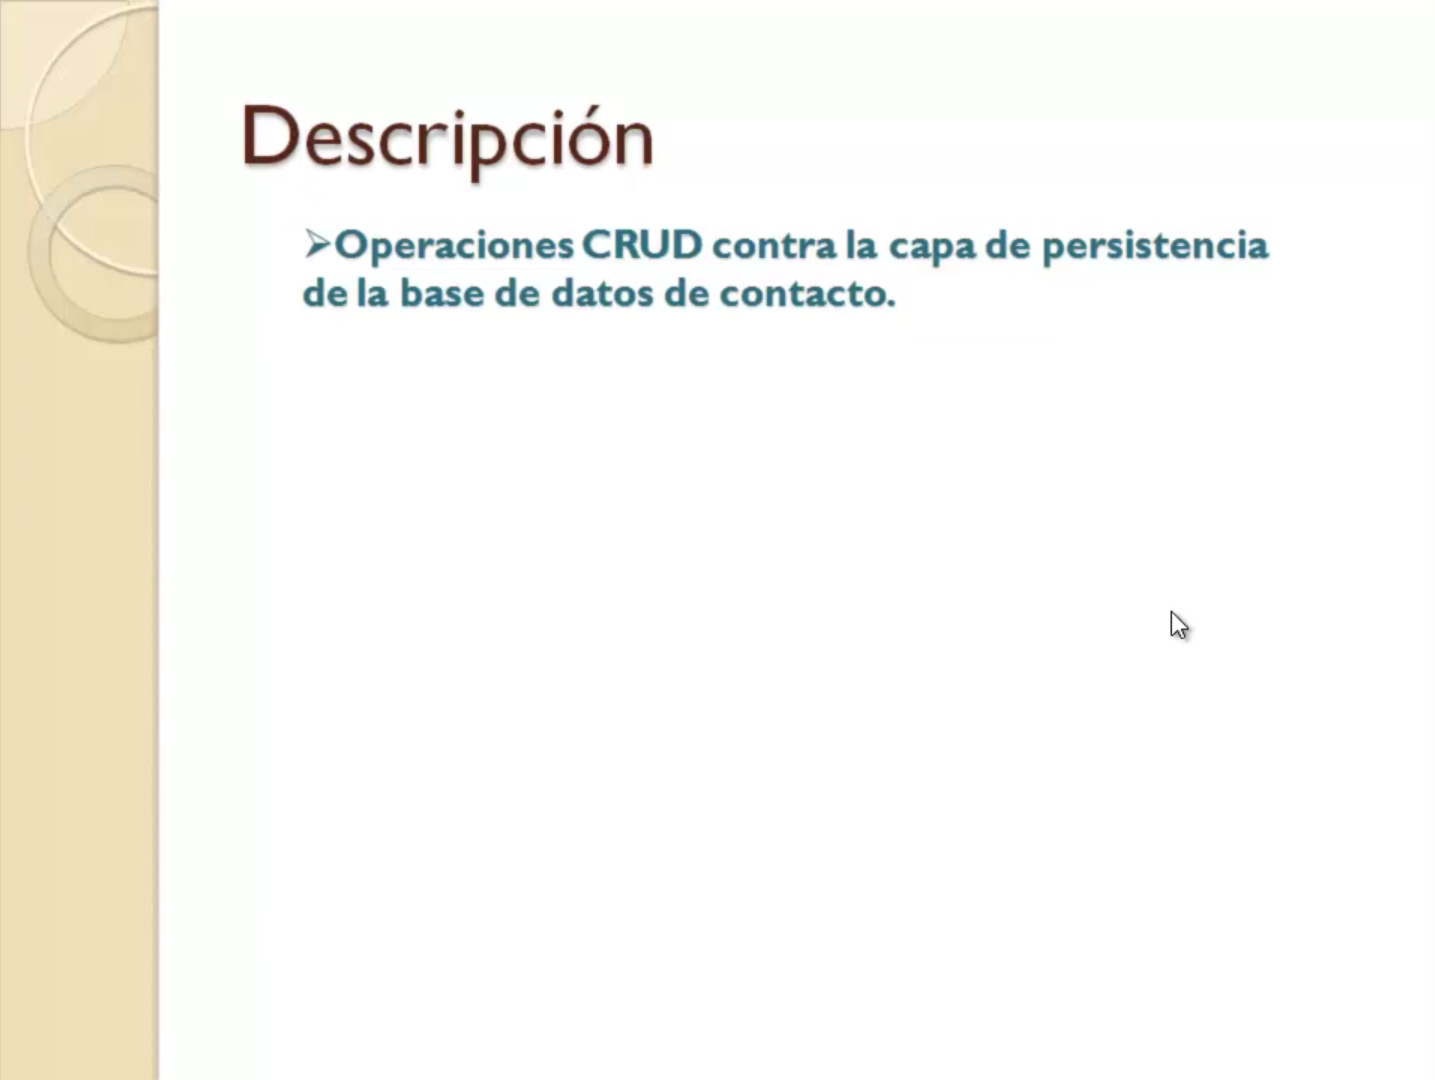 Descripción
➢Operaciones CRUD contra la capa de persistencia
de la base de datos de contacto.